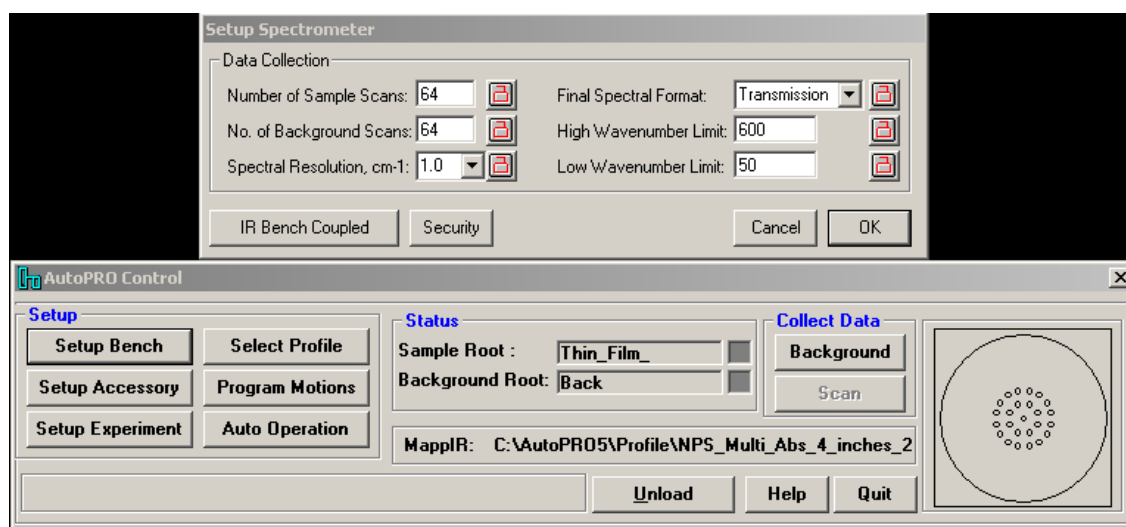 Setup Spectrometer
Data Collection
Number of Sample Scans: 64
Final Spectral Format: Transmission
No. of Background Scans: 64
High Wavenumber Limit: 600
Spectral Resolution, cm-1: 1.0
Low Wavenumber Limit: 50
IR Bench Coupled
Security
Cancel
OK
AutoPRO Control
Setup
Setup Bench
Select Profile
Setup Accessory
Program Motions
Setup Experiment
Auto Operation
Status
Sample Root : Thin_Film_
Background Root: Back
Collect Data
Background
Scan
MappIR: C:\AutoPRO5\Profile\NPS_Multi_Abs_4_inches_2
Unload
Help
Quit